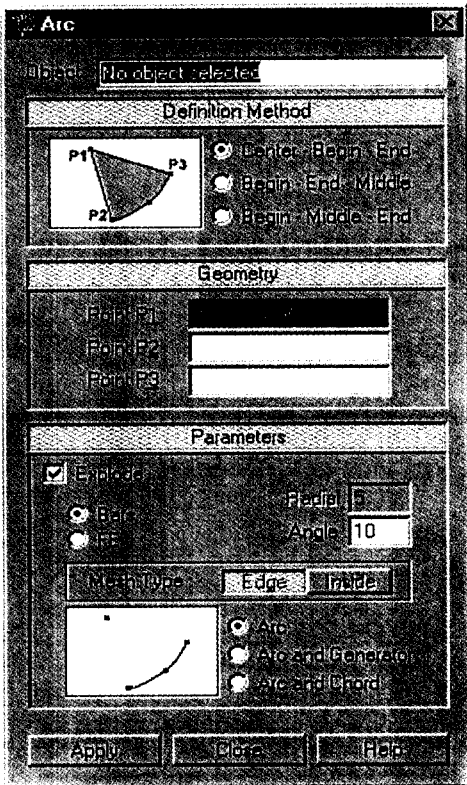 Arc
Object: No object selected
Definition Method
P1
P3
P2
Center - Begin - End
Begin - End - Middle
Begin - Middle - End
Geometry
Point P1
Point P2
Point P3
Parameters
Explode
Bars
FE
Radial 5
Angle 10
Mesh Type: Edge Inside
Arc
Arc and Generator
Arc and Chord
Apply Close Help